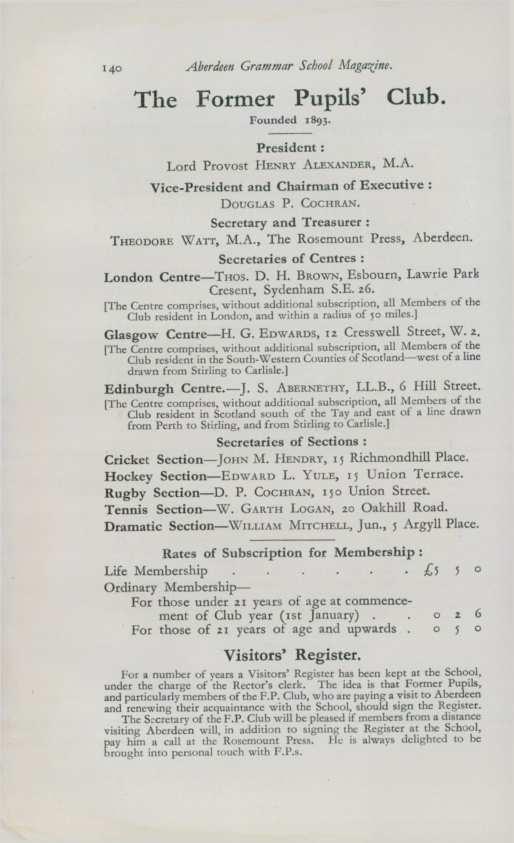 140 Aberdeen Grammar School Magazine.
The Former Pupils' Club.
Founded 1893.
President :
Lord Provost HENRY ALEXANDER, M.A.
Vice-President and Chairman of Executive :
DOUGLAS P. COCHRAN.
Secretary and Treasurer :
THEODORE WATT, M.A., The Rosemount Press, Aberdeen.
Secretaries of Centres :
London Centre—THOS. D. H. BROWN, Esbourn, Lawrie Park
Cresent, Sydenham S.E. 26.
[The Centre comprises, without additional subscription, all Members of the
Club resident in London, and within a radius of 50 miles.]
Glasgow Centre—H. G. EDWARDS, 12 Cresswell Street, W. 2.
[The Centre comprises, without additional subscription, all Members of the
Club resident in the South-Western Counties of Scotland—west of a line
drawn from Stirling to Carlisle.]
Edinburgh Centre.—J. S. ABERNETHY, LL.B., 6 Hill Street.
[The Centre comprises, without additional subscription, all Members of the
Club resident in Scotland south of the Tay and east of a line drawn
from Perth to Stirling, and from Stirling to Carlisle.]
Secretaries of Sections :
Cricket Section—JOHN M. HENDRY, 15 Richmondhill Place.
Hockey Section—EDWARD L. YULE, 15 Union Terrace.
Rugby Section—D. P. COCHRAN, 150 Union Street.
Tennis Section—W. GARTH LOGAN, 20 Oakhill Road.
Dramatic Section—WILLIAM MITCHELL, Jun., 5 Argyll Place.
Rates of Subscription for Membership :
Life Membership . . . . . . £5 5 0
Ordinary Membership—
For those under 21 years of age at commence-
ment of Club year (1st January) . . 0 2 6
For those of 21 years of age and upwards . 0 5 0
Visitors' Register.
For a number of years a Visitors' Register has been kept at the School,
under the charge of the Rector's clerk. The idea is that Former Pupils,
and particularly members of the F.P. Club, who are paying a visit to Aberdeen
and renewing their acquaintance with the School, should sign the Register.
The Secretary of the F.P. Club will be pleased if members from a distance
visiting Aberdeen will, in addition to signing the Register at the School,
pay him a call at the Rosemount Press. He is always delighted to be
brought into personal touch with F.P.s.